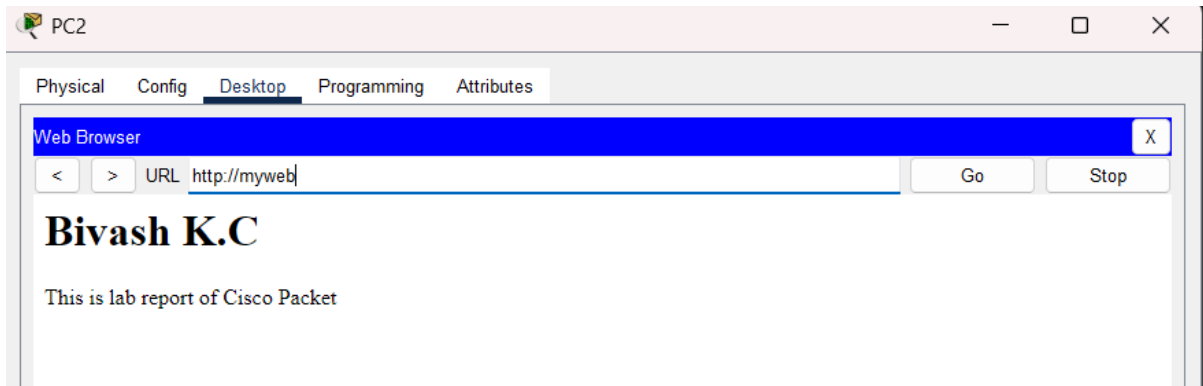 PC2
Physical Config Desktop Programming Attributes
Web Browser X
< > URL http://myweb Go Stop
Bivash K.C
This is lab report of Cisco Packet